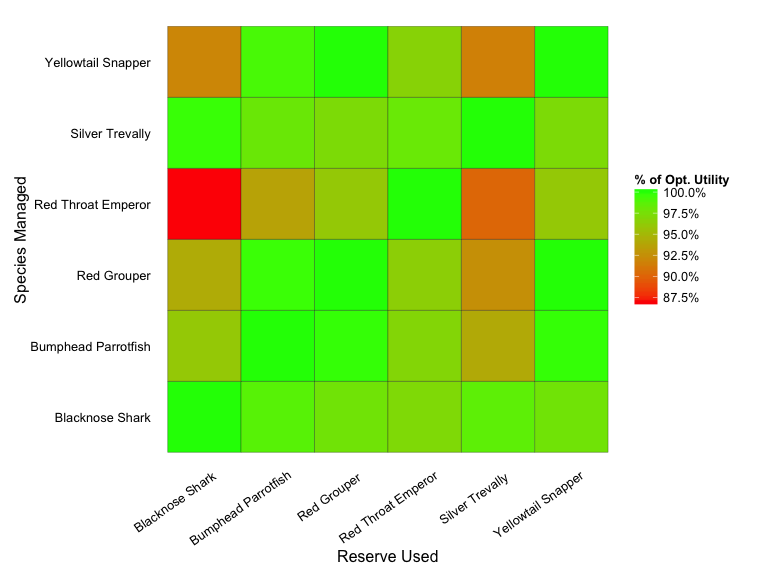 Species Managed
Yellowtail Snapper
Silver Trevally
Red Throat Emperor
Red Grouper
Bumphead Parrotfish
Blacknose Shark
Blacknose Shark
Bumphead Parrotfish
Red Grouper
Red Throat Emperor
Silver Trevally
Yellowtail Snapper
Reserve Used
% of Opt. Utility
100.0%
97.5%
95.0%
92.5%
90.0%
87.5%